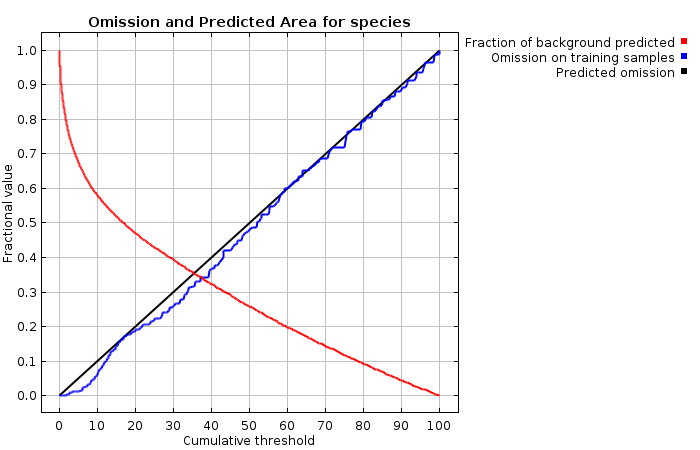 Omission and Predicted Area for species
Fraction of background predicted
Omission on training samples
Predicted omission
1.0
0.9
0.8
0.7
0.6
0.5
0.4
0.3
0.2
0.1
0.0
Fractional value
0 10 20 30 40 50 60 70 80 90 100
Cumulative threshold